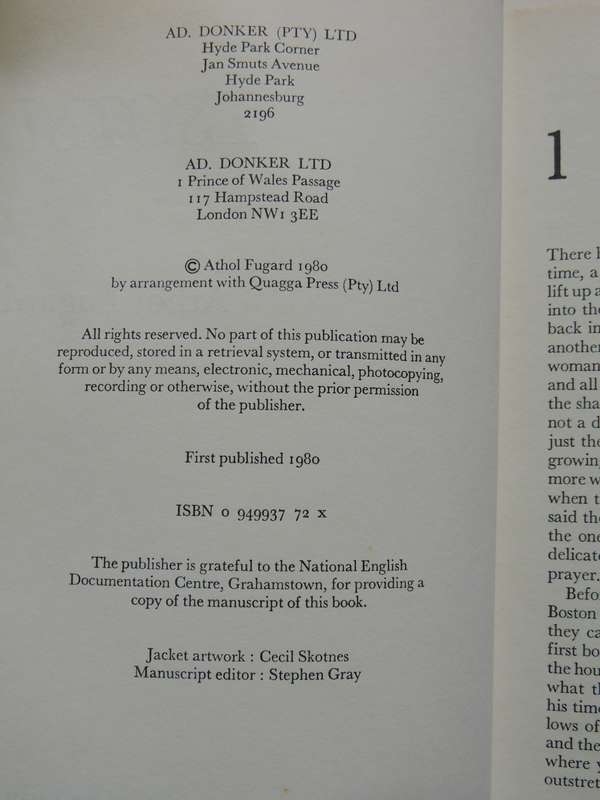 AD. DONKER (PTY) LTD
Hyde Park Corner
Jan Smuts Avenue
Hyde Park
Johannesburg
2196
AD. DONKER LTD
1 Prince of Wales Passage
117 Hampstead Road
London NW1 3EE
© Athol Fugard 1980
by arrangement with Quagga Press (Pty) Ltd
All rights reserved. No part of this publication may be
reproduced, stored in a retrieval system, or transmitted in any
form or by any means, electronic, mechanical, photocopying,
recording or otherwise, without the prior permission
of the publisher.
First published 1980
ISBN 0 949937 72 x
The publisher is grateful to the National English
Documentation Centre, Grahamstown, for providing a
copy of the manuscript of this book.
Jacket artwork : Cecil Skotnes
Manuscript editor : Stephen Gray
1
There
time, a
lift up a
into the
back in
another
woman
and all
the sha
not a d
just the
growin
more w
when t
said the
the one
delicate
prayer.
Befo
Boston
they ca
first bo
the hou
what th
his time
lows of
and the
where y
outstret